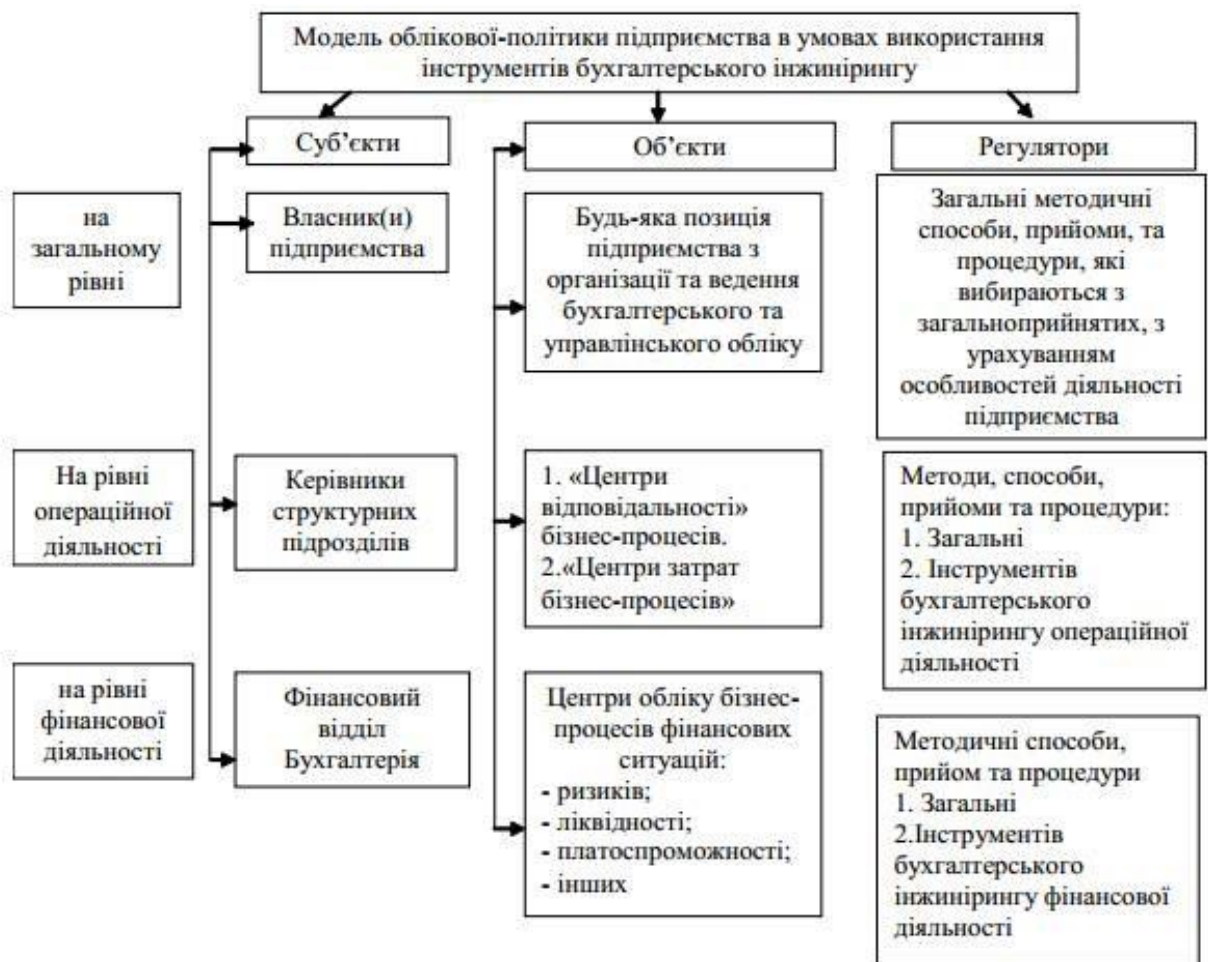 Модель облікової-політики підприємства в умовах використання
інструментів бухгалтерського інжинірингу
Суб’єкти
Об’єкти
Регулятори
на
загальному
рівні
Власник(и)
підприємства
Будь-яка позиція
підприємства з
організації та ведення
бухгалтерського та
управлінського обліку
Загальні методичні
способи, прийоми, та
процедури, які
вибираються з
загальноприйнятих, з
урахуванням
особливостей діяльності
підприємства
На рівні
операційної
діяльності
Керівники
структурних
підрозділів
1. «Центри
відповідальності»
бізнес-процесів.
2.«Центри затрат
бізнес-процесів»
Методи, способи,
прийоми та процедури:
1. Загальні
2. Інструментів
бухгалтерського
інжинірингу операційної
діяльності
на рівні
фінансової
діяльності
Фінансовий
відділ
Бухгалтерія
Центри обліку бізнес-
процесів фінансових
ситуацій:
- ризиків;
- ліквідності;
- платоспроможності;
- інших
Методичні способи,
прийом та процедури
1. Загальні
2.Інструментів
бухгалтерського
інжинірингу фінансової
діяльності